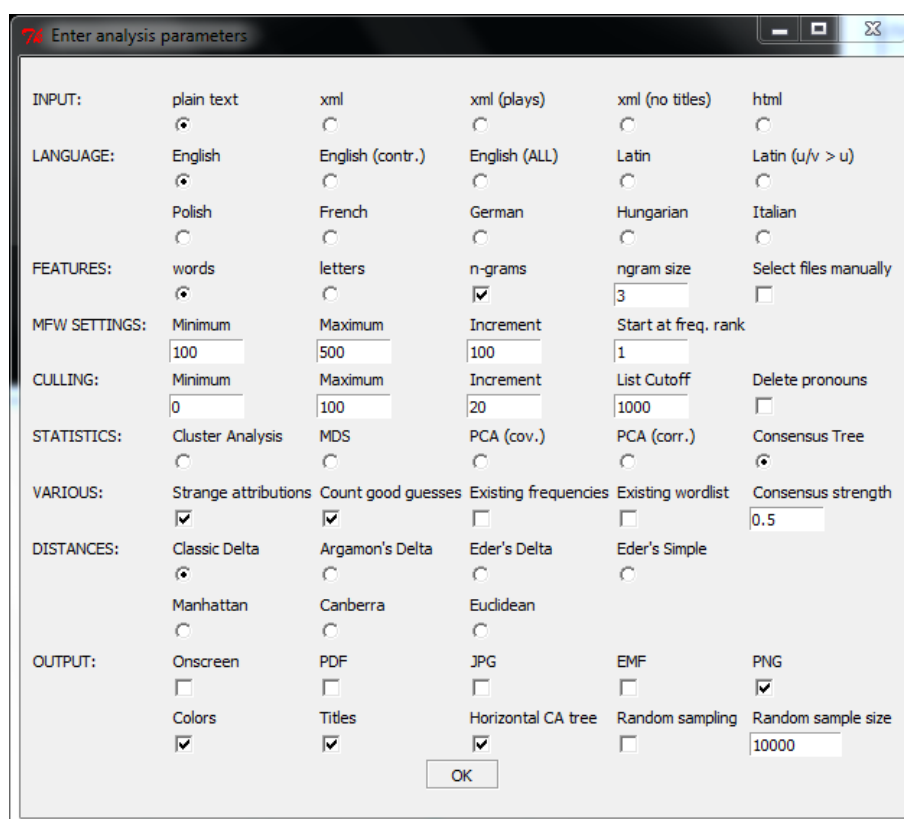 Enter analysis parameters
INPUT: plain text xml xml (plays) xml (no titles) html
LANGUAGE: English English (contr.) English (ALL) Latin Latin (u/v > u)
Polish French German Hungarian Italian
FEATURES: words letters n-grams ngram size Select files manually
3
MFW SETTINGS: Minimum Maximum Increment Start at freq. rank
100 500 100 1
CULLING: Minimum Maximum Increment List Cutoff Delete pronouns
0 100 20 1000
STATISTICS: Cluster Analysis MDS PCA (cov.) PCA (corr.) Consensus Tree
VARIOUS: Strange attributions Count good guesses Existing frequencies Existing wordlist Consensus strength
0.5
DISTANCES: Classic Delta Argamon's Delta Eder's Delta Eder's Simple
Manhattan Canberra Euclidean
OUTPUT: Onscreen PDF JPG EMF PNG
Colors Titles Horizontal CA tree Random sampling Random sample size
10000
OK